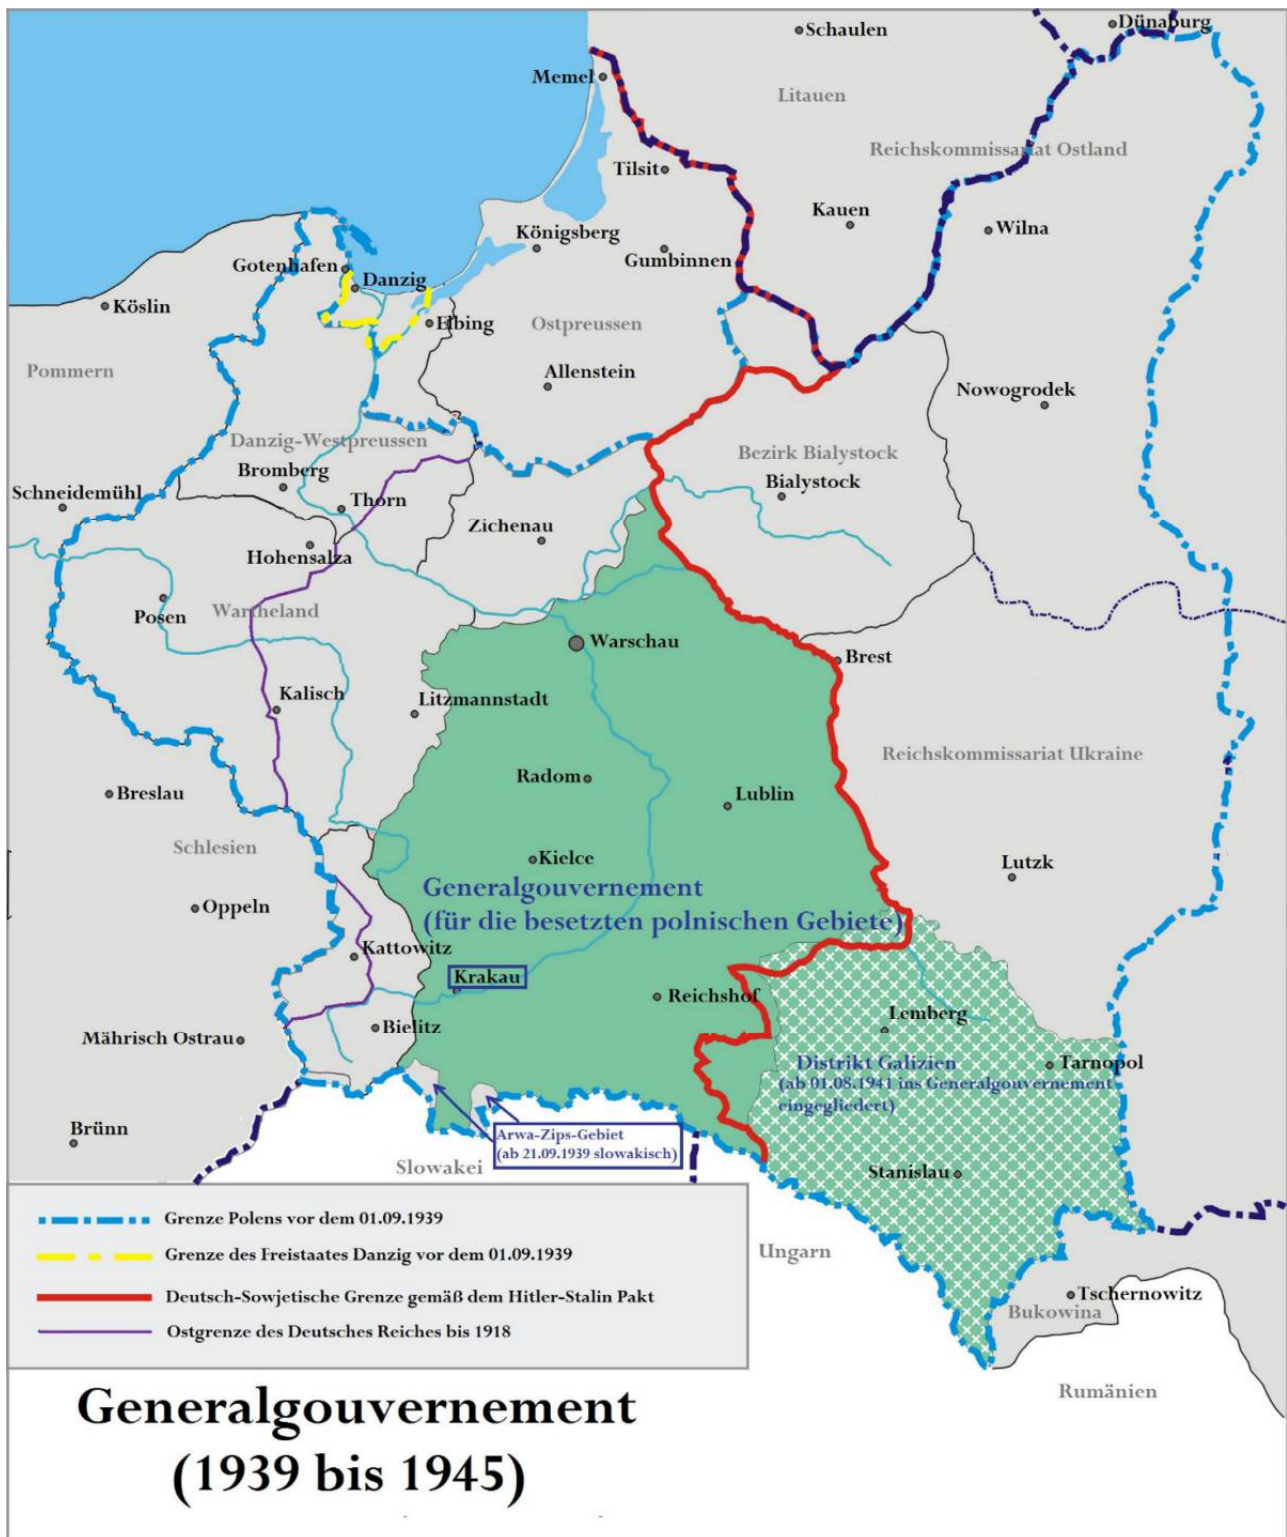 Dünaburg
Schaulen
Memel
Litauen
Reichskommissariat Ostland
Tilsit
Kauen
Wilna
Königsberg
Gumbinnen
Gotenhafen
Danzig
Köslin
Elbing
Ostpreussen
Pommern
Allenstein
Nowogrodek
Danzig-Westpreussen
Bezirk Bialystock
Bromberg
Bialystock
Schneidemühl
Thorn
Zichenau
Hohensalza
Posen
Wartheland
Warschau
Brest
Kalisch
Litzmannstadt
Reichskommissariat Ukraine
Radom
Breslau
Lublin
Schlesien
Kielce
Lutzk
Generalgouvernement
(für die besetzten polnischen Gebiete)
Oppeln
Kattowitz
Krakau
Reichshof
Lemberg
Bielitz
Mährisch Ostrau
Distrikt Galizien
(ab 01.08.1941 ins Generalgouvernement
eingegliedert)
Tarnopol
Brünn
Arwa-Zips-Gebiet
(ab 21.09.1939 slowakisch)
Slowakei
Stanislau
Grenze Polens vor dem 01.09.1939
Grenze des Freistaates Danzig vor dem 01.09.1939
Deutsch-Sowjetische Grenze gemäß dem Hitler-Stalin Pakt
Ostgrenze des Deutsches Reiches bis 1918
Ungarn
Tschernowitz
Bukowina
Rumänien
Generalgouvernement
(1939 bis 1945)